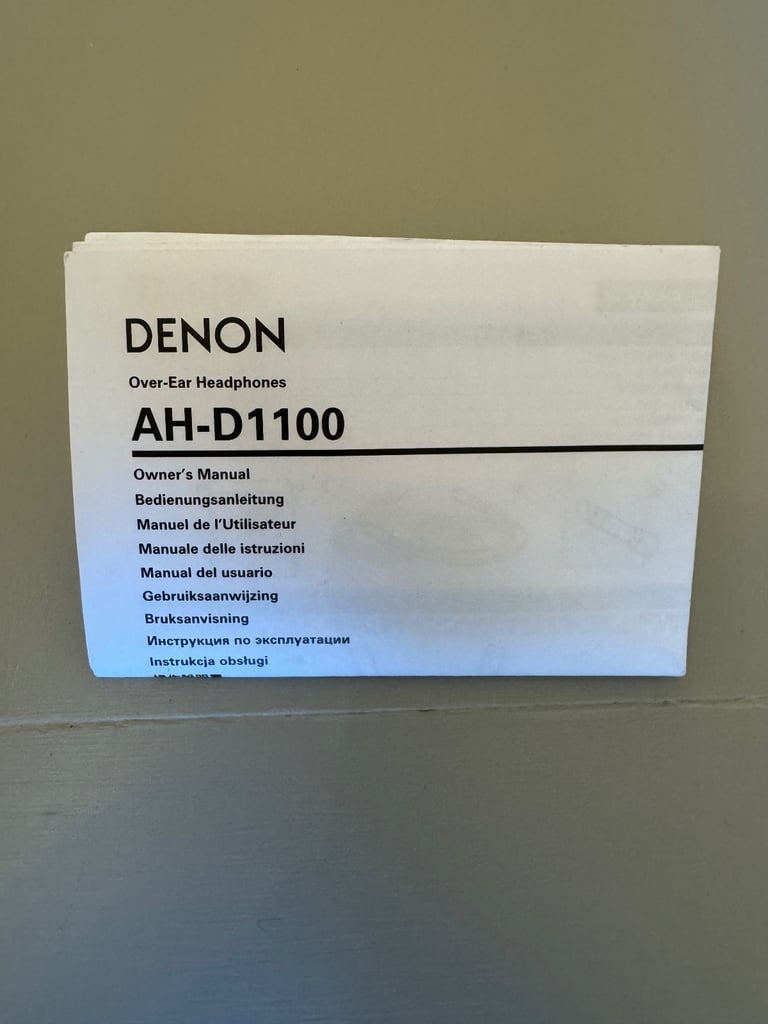 DENON
Over-Ear Headphones
AH-D1100
Owner's Manual
Bedienungsanleitung
Manuel de l'Utilisateur
Manuale delle istruzioni
Manual del usuario
Gebruiksaanwijzing
Bruksanvisning
Инструкция по эксплуатации
Instrukcja obsługi